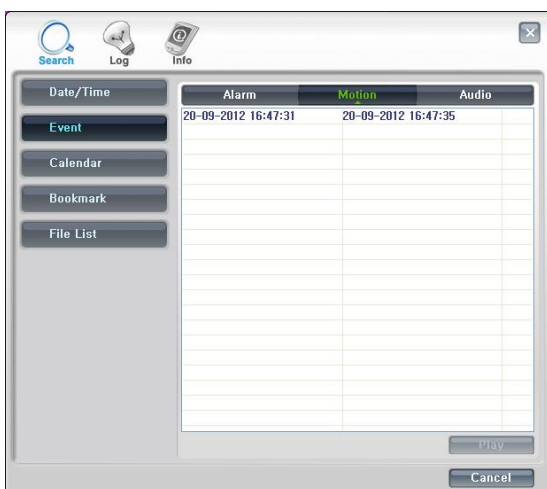 Search Log Info
Date/Time
Event
Calendar
Bookmark
File List
Alarm Motion Audio
20-09-2012 16:47:31 20-09-2012 16:47:35
Play
Cancel